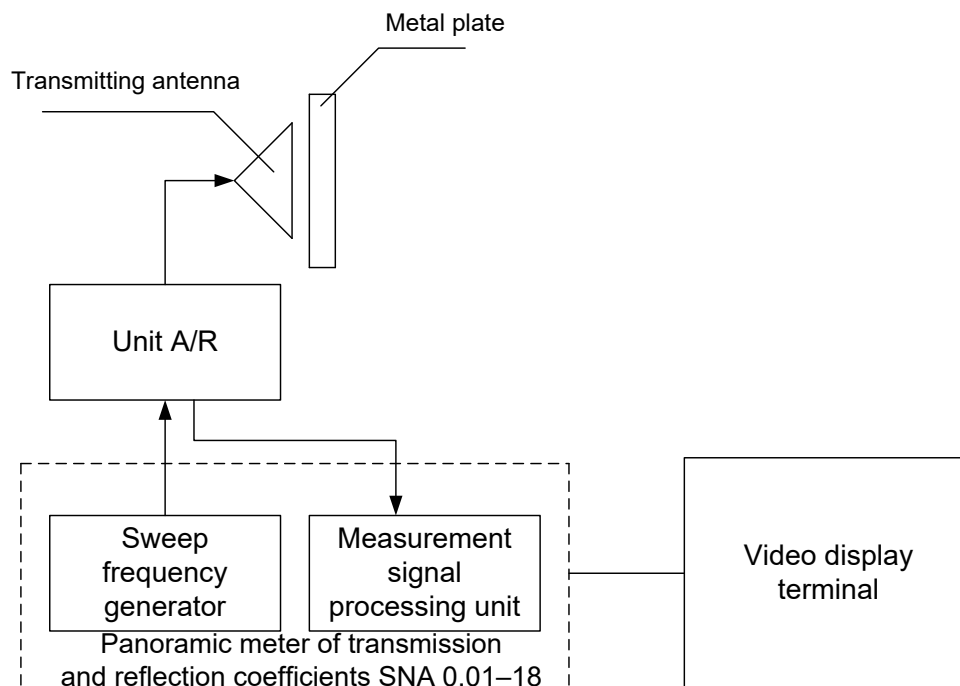 Metal plate
Transmitting antenna
Unit A/R
Sweep
frequency
generator
Measurement
signal
processing unit
Video display
terminal
Panoramic meter of transmission
and reflection coefficients SNA 0.01–18